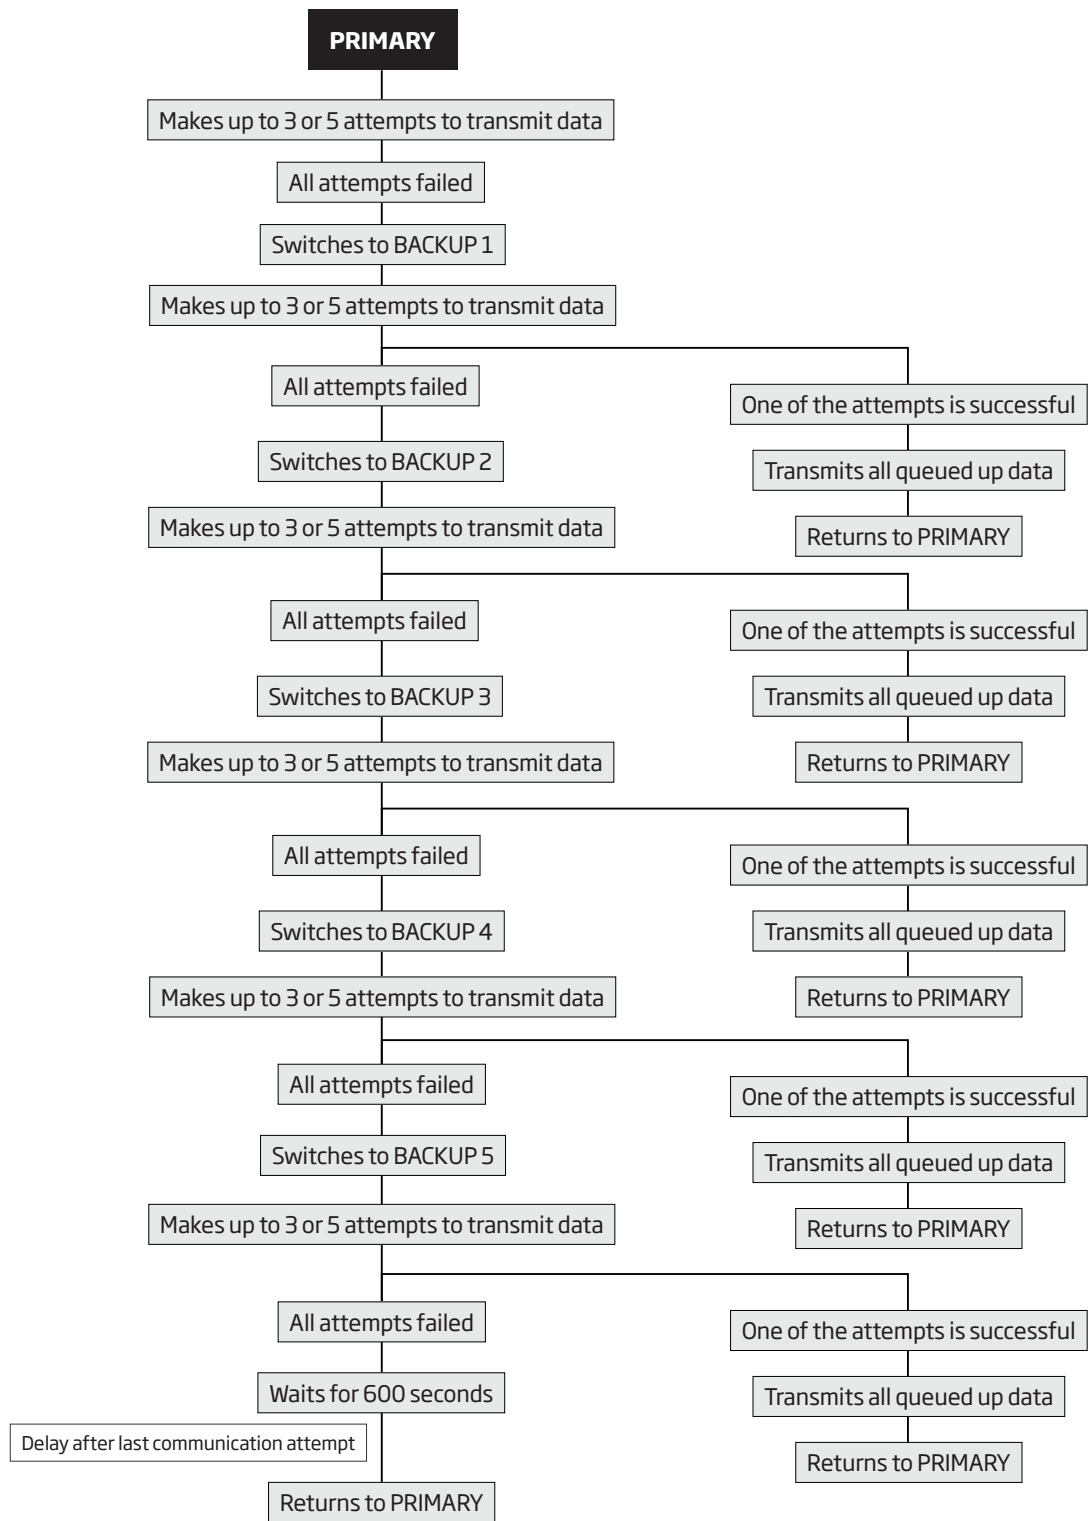 PRIMARY
Makes up to 3 or 5 attempts to transmit data
All attempts failed
Switches to BACKUP 1
Makes up to 3 or 5 attempts to transmit data
All attempts failed
One of the attempts is successful
Switches to BACKUP 2
Transmits all queued up data
Makes up to 3 or 5 attempts to transmit data
Returns to PRIMARY
All attempts failed
One of the attempts is successful
Switches to BACKUP 3
Transmits all queued up data
Makes up to 3 or 5 attempts to transmit data
Returns to PRIMARY
All attempts failed
One of the attempts is successful
Switches to BACKUP 4
Transmits all queued up data
Makes up to 3 or 5 attempts to transmit data
Returns to PRIMARY
All attempts failed
One of the attempts is successful
Switches to BACKUP 5
Transmits all queued up data
Makes up to 3 or 5 attempts to transmit data
Returns to PRIMARY
All attempts failed
One of the attempts is successful
Waits for 600 seconds
Transmits all queued up data
Delay after last communication attempt
Returns to PRIMARY
Returns to PRIMARY